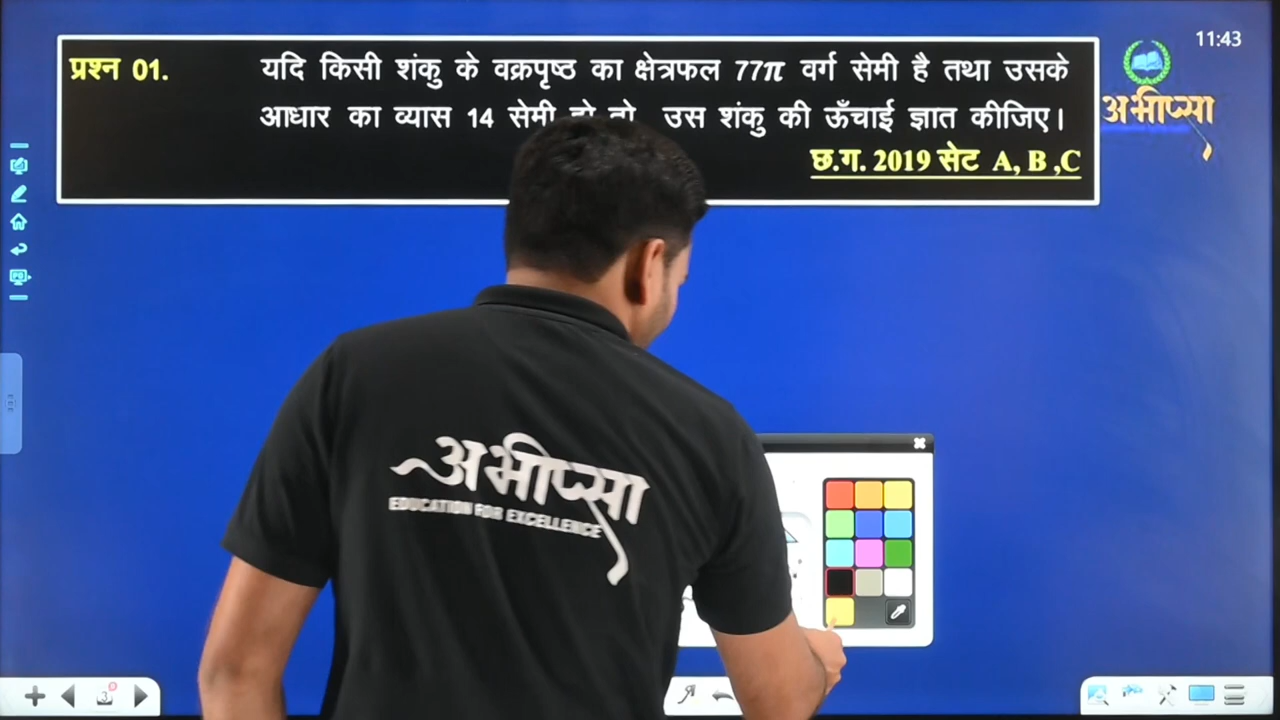 11:43
प्रश्न 01. यदि किसी शंकु के वक्रपृष्ठ का क्षेत्रफल 77π वर्ग सेमी है तथा उसके
आधार का व्यास 14 सेमी हो तो उस शंकु की ऊँचाई ज्ञात कीजिए।
छ.ग. 2019 सेट A, B ,C
अभीप्सा
अभीप्सा
EDUCATION FOR EXCELLENCE
3